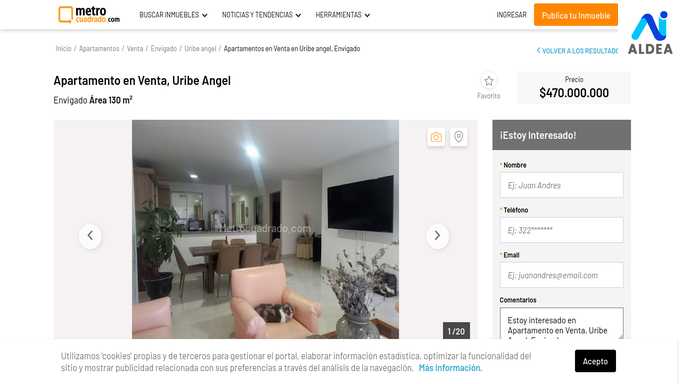 metro
cuadrado.com
BUSCAR INMUEBLES
NOTICIAS Y TENDENCIAS
HERRAMIENTAS
INGRESAR
Publica tu Inmueble
ALDEA
Inicio / Apartamentos / Venta / Envigado / Uribe angel / Apartamentos en Venta en Uribe angel, Envigado
VOLVER A LOS RESULTAD
Apartamento en Venta, Uribe Angel
Envigado Área 130 m²
Favorito
Precio
$470.000.000
Metrocuadrado.com
1 / 20
¡Estoy Interesado!
* Nombre
Ej: Juan Andres
* Teléfono
Ej: 322*******
* Email
Ej: juanandres@email.com
Comentarios
Estoy interesado en
Apartamento en Venta, Uribe
Utilizamos 'cookies' propias y de terceros para gestionar el portal, elaborar información estadística, optimizar la funcionalidad del
sitio y mostrar publicidad relacionada con sus preferencias a través del análisis de la navegación. Más información.
Acepto